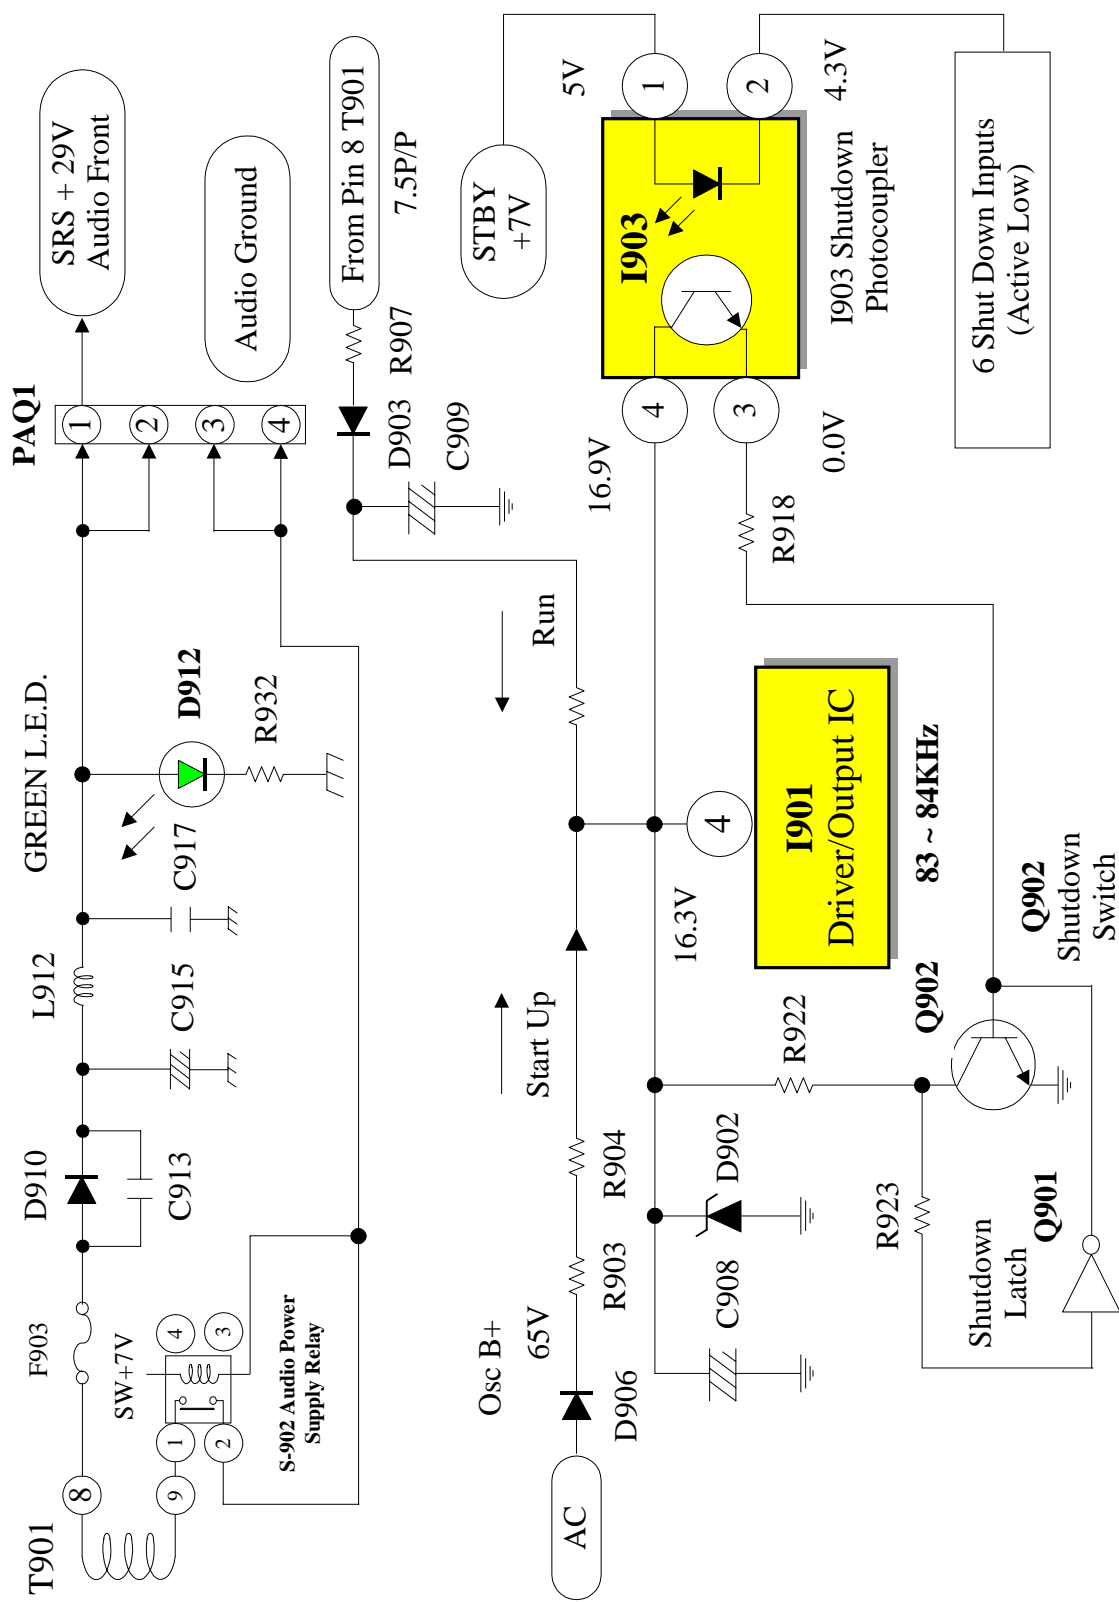 T901
8
9
F903
SW+7V
4
3
1
2
S-902 Audio Power
Supply Relay
D910
C913
L912
C915
C917
GREEN L.E.D.
D912
R932
PAQ1
1
2
3
4
SRS + 29V
Audio Front
Audio Ground
From Pin 8 T901
7.5P/P
R907
D903
C909
AC
D906
Osc B+
65V
R903
R904
Start Up
Run
STBY
+7V
5V
1
2
4.3V
I903
I903 Shutdown
Photocoupler
4
3
16.9V
0.0V
R918
6 Shut Down Inputs
(Active Low)
16.3V
4
I901
Driver/Output IC
83 ~ 84KHz
C908
D902
R922
R923
Q902
Q902
Shutdown
Switch
Shutdown
Latch
Q901